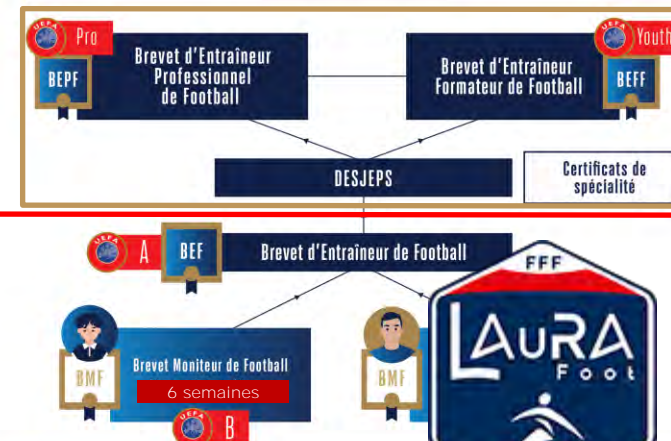 UEFA
Pro
BEPF
Brevet d'Entraîneur
Professionnel
de Football
Brevet d'Entraîneur
Formateur de Football
UEFA
Youth
BEFF
DESJEPS
Certificats de
spécialité
UEFA
A
BEF
Brevet d'Entraîneur de Football
BMF
Brevet Moniteur de Football
6 semaines
UEFA
B
BMF
FFF
LAuRA
Foot